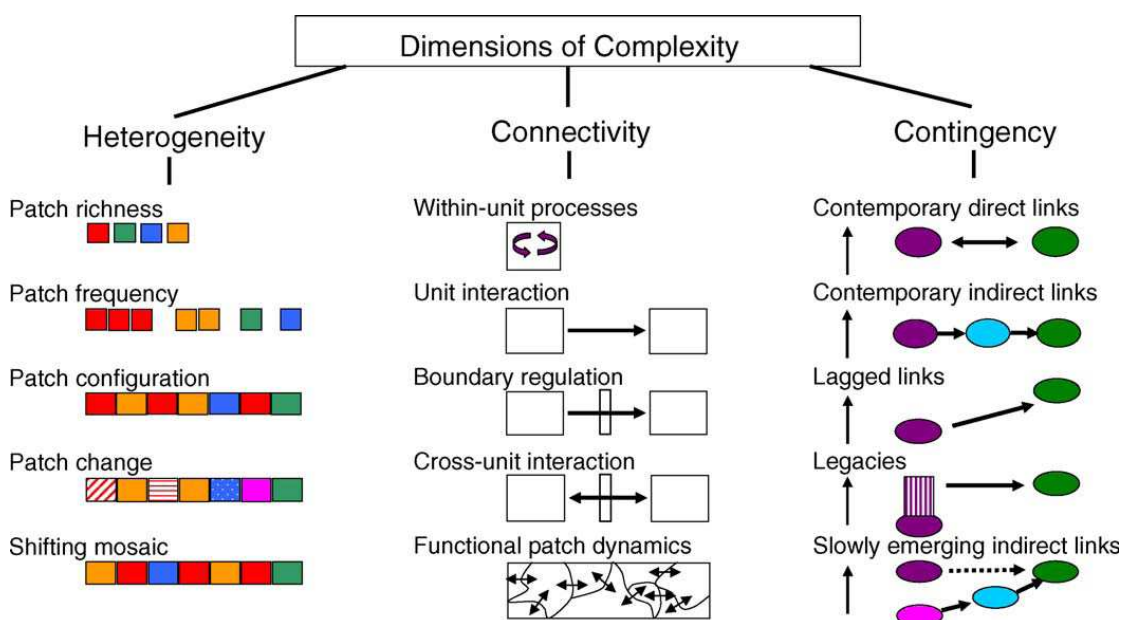 Dimensions of Complexity
Heterogeneity
Connectivity
Contingency
Patch richness
Within-unit processes
Contemporary direct links
Patch frequency
Unit interaction
Contemporary indirect links
Patch configuration
Boundary regulation
Lagged links
Patch change
Cross-unit interaction
Legacies
Shifting mosaic
Functional patch dynamics
Slowly emerging indirect links